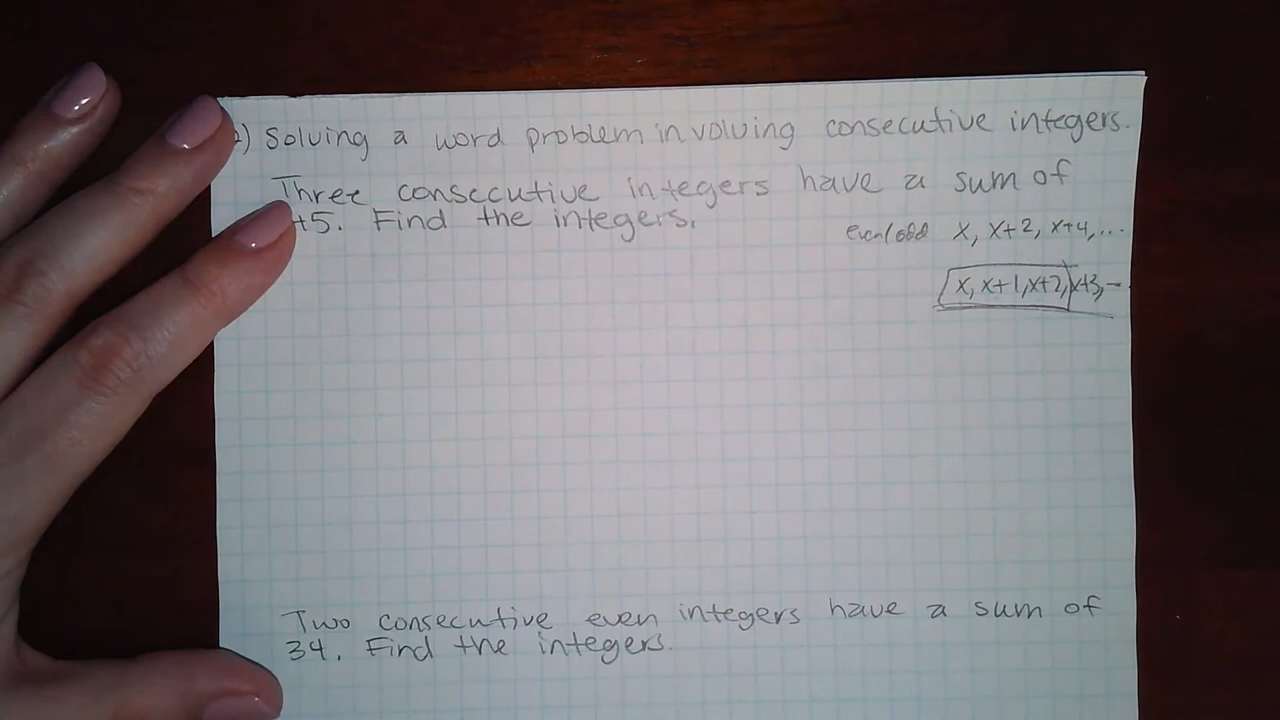 ) Solving a word problem involving consecutive integers.
Three consecutive integers have a sum of
5. Find the integers.
even/odd x, x+2, x+4,...
x, x+1, x+2, x+3, ...
Two consecutive even integers have a sum of
34. Find the integers.